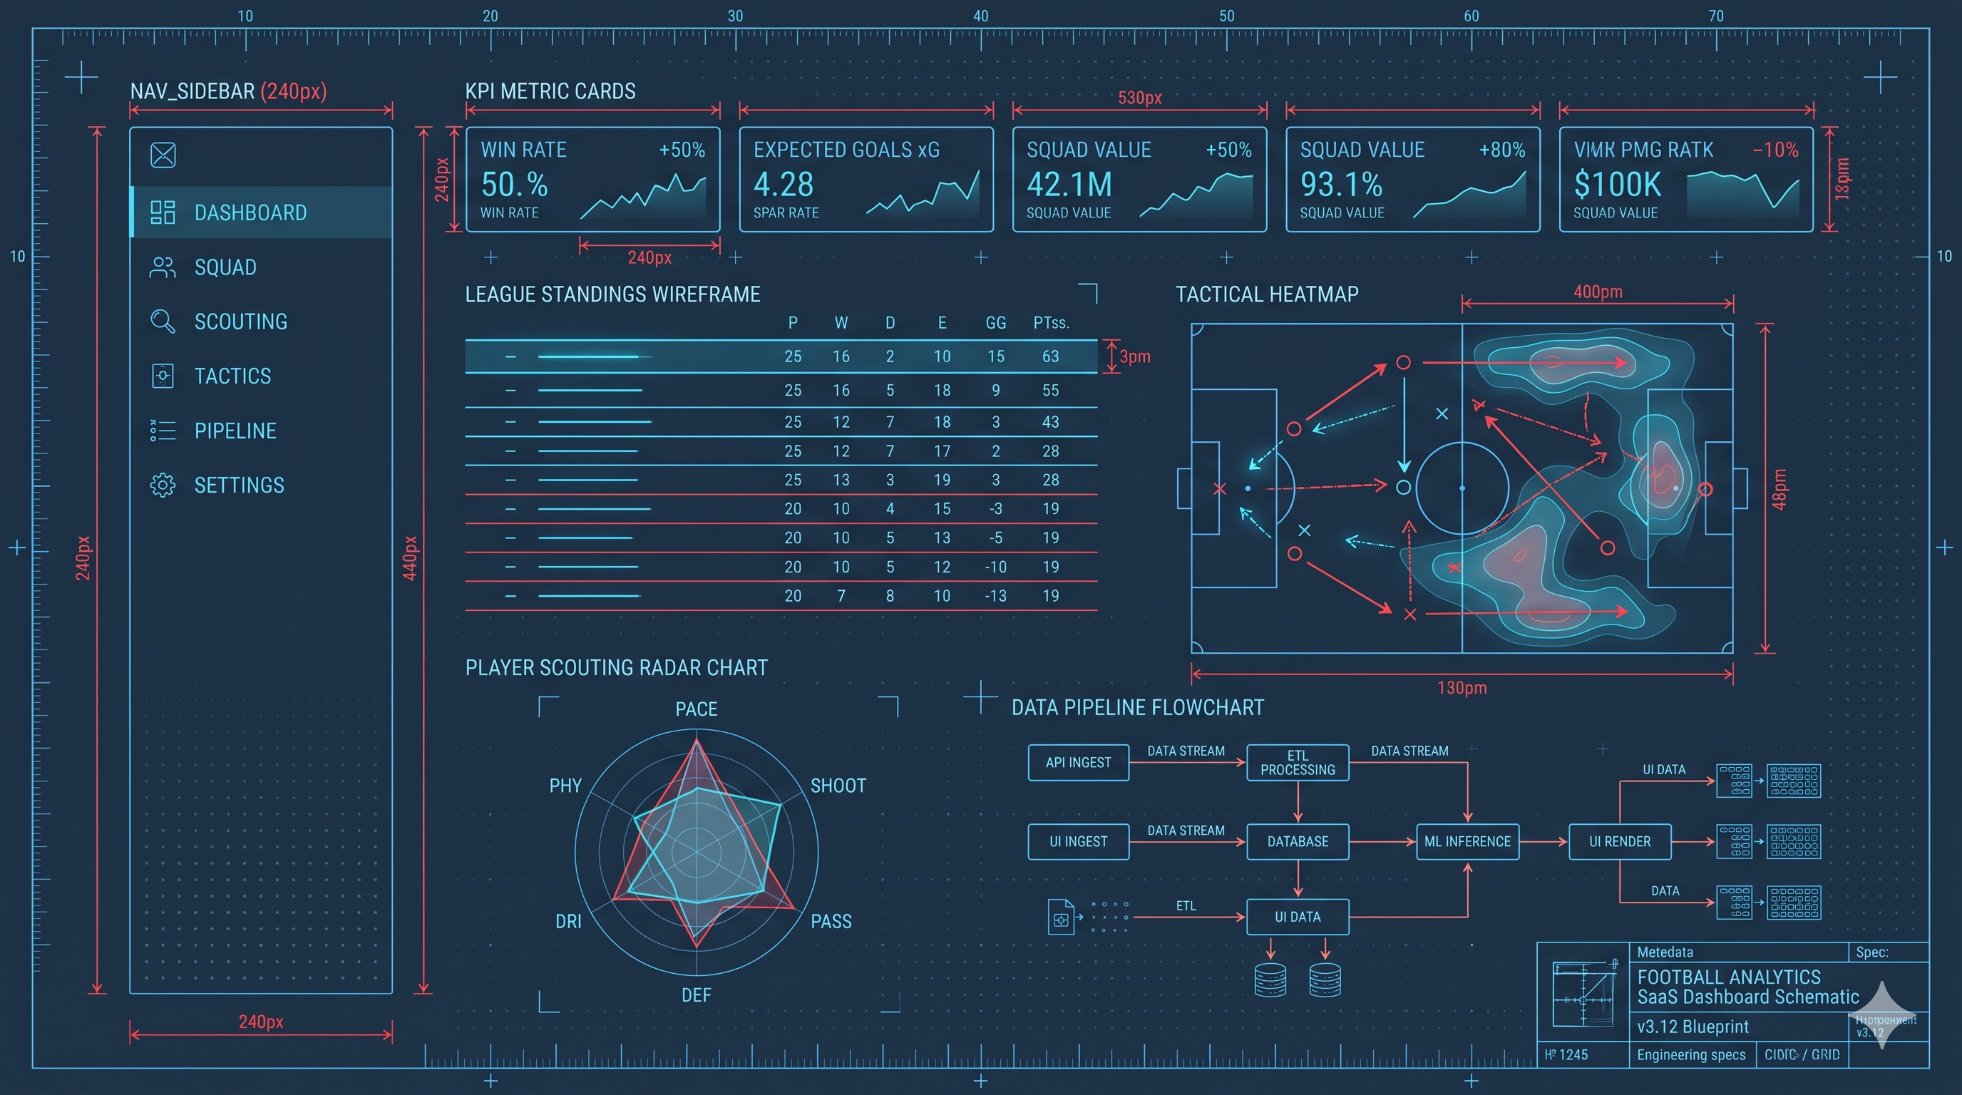 10 20 30 40 50 60 70
NAV_SIDEBAR (240px)
DASHBOARD
SQUAD
SCOUTING
TACTICS
PIPELINE
SETTINGS
240px
440px
240px
10
KPI METRIC CARDS
530px
240px
WIN RATE +50%
50.%
WIN RATE
240px
EXPECTED GOALS xG
4.28
SPAR RATE
SQUAD VALUE +50%
42.1M
SQUAD VALUE
SQUAD VALUE +80%
93.1%
SQUAD VALUE
PMG RATK −10%
$100K
SQUAD VALUE
10
LEAGUE STANDINGS WIREFRAME
P W D E GG PTss.
25 16 2 10 15 63
3pm
25 16 5 18 9 55
25 12 7 18 3 43
25 12 7 17 2 28
25 13 3 19 3 28
20 10 4 15 -3 19
20 10 5 13 -5 19
20 10 5 12 -10 19
20 7 8 10 -13 19
TACTICAL HEATMAP
400pm
48pm
130pm
PLAYER SCOUTING RADAR CHART
PACE
PHY
SHOOT
DRI
PASS
DEF
DATA PIPELINE FLOWCHART
API INGEST
DATA STREAM
ETL
PROCESSING
DATA STREAM
UI DATA
UI INGEST
DATA STREAM
DATABASE
ML INFERENCE
UI RENDER
DATA
ETL
UI DATA
Metedata
Spec:
FOOTBALL ANALYTICS
SaaS Dashboard Schematic
v3.12 Blueprint
v3.12
Nº 1245
Engineering specs
/ GRID